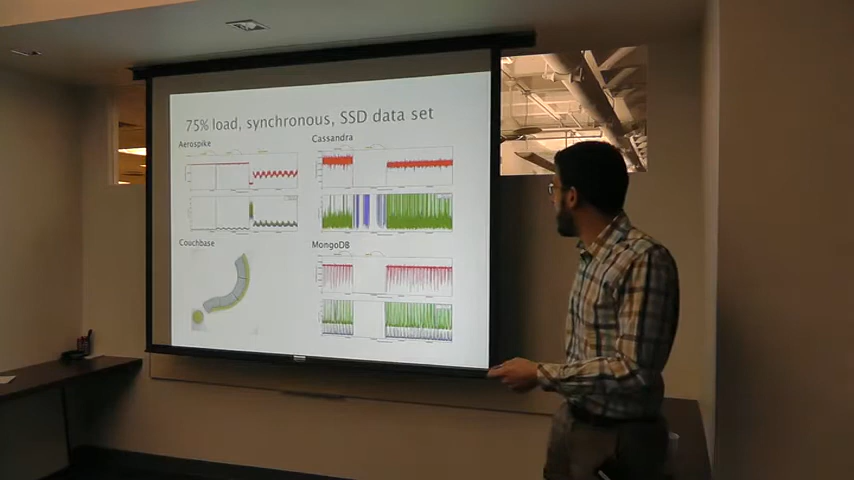 75% load, synchronous, SSD data set
Aerospike
Cassandra
Couchbase
MongoDB